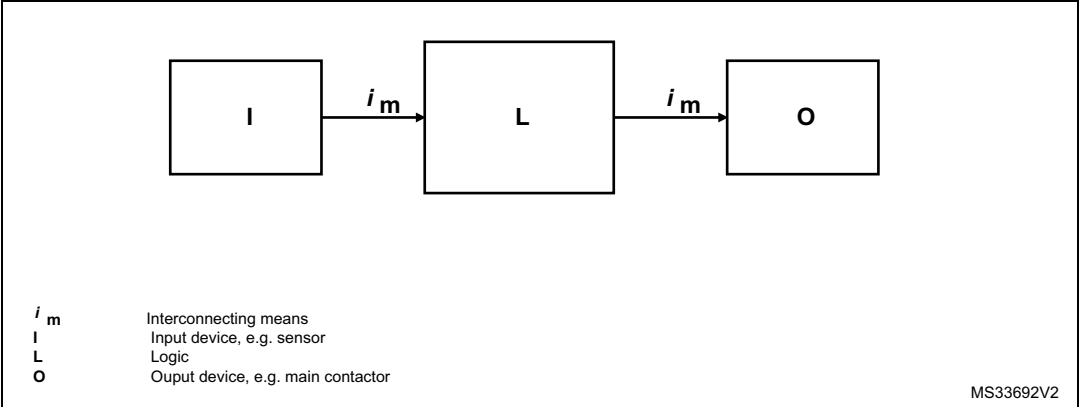 I
i m
L
i m
O
i m Interconnecting means
I Input device, e.g. sensor
L Logic
O Ouput device, e.g. main contactor
MS33692V2